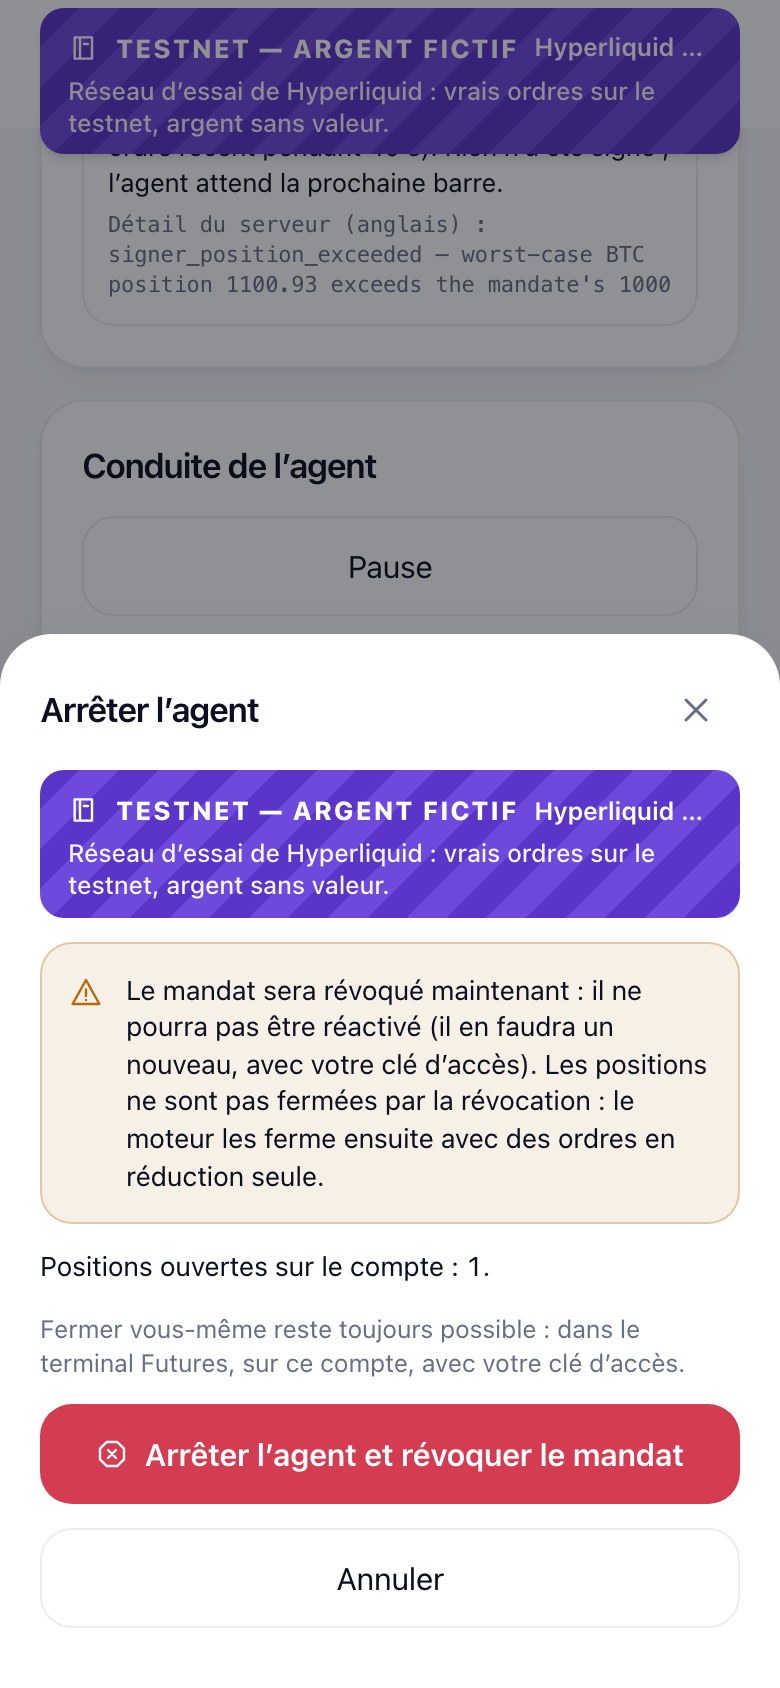 TESTNET — ARGENT FICTIF Hyperliquid ...
Réseau d’essai de Hyperliquid : vrais ordres sur le
testnet, argent sans valeur.
l’agent attend la prochaine barre.
Détail du serveur (anglais) :
signer_position_exceeded — worst-case BTC
position 1100.93 exceeds the mandate's 1000
Conduite de l’agent
Pause
Arrêter l’agent
TESTNET — ARGENT FICTIF Hyperliquid ...
Réseau d’essai de Hyperliquid : vrais ordres sur le
testnet, argent sans valeur.
Le mandat sera révoqué maintenant : il ne
pourra pas être réactivé (il en faudra un
nouveau, avec votre clé d’accès). Les positions
ne sont pas fermées par la révocation : le
moteur les ferme ensuite avec des ordres en
réduction seule.
Positions ouvertes sur le compte : 1.
Fermer vous-même reste toujours possible : dans le
terminal Futures, sur ce compte, avec votre clé d’accès.
Arrêter l’agent et révoquer le mandat
Annuler